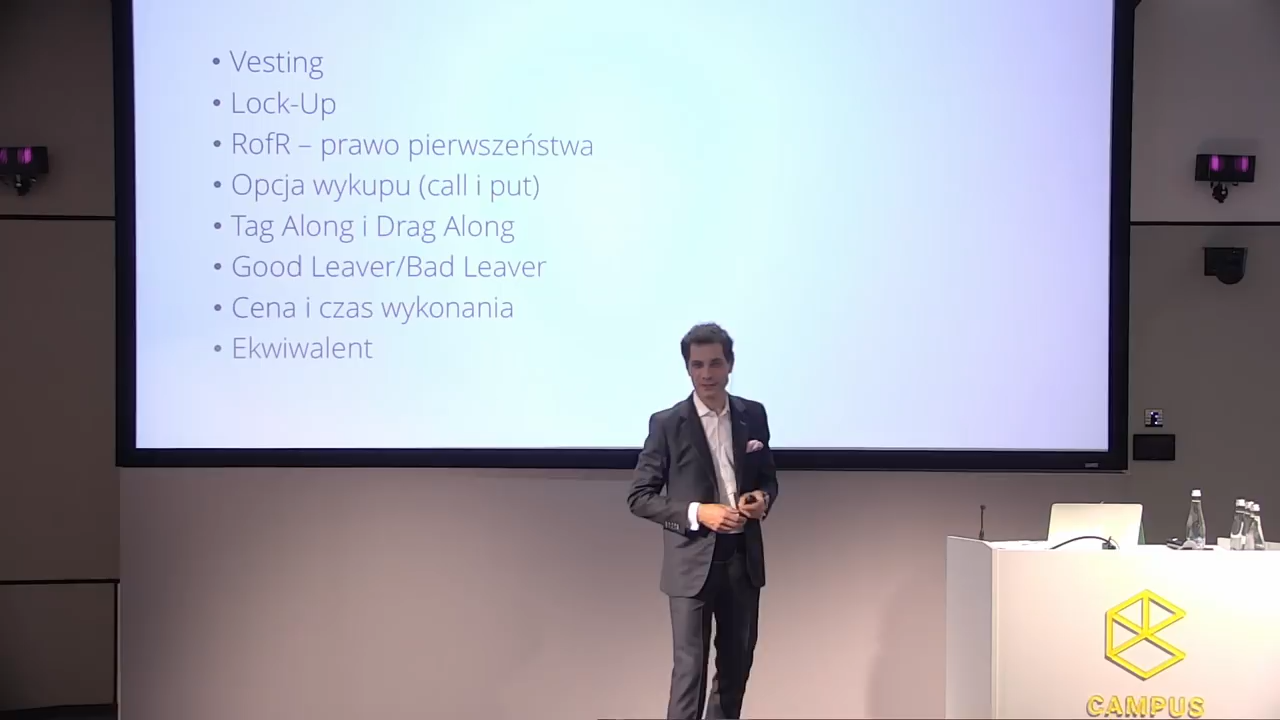 • Vesting
• Lock-Up
• RofR – prawo pierwszeństwa
• Opcja wykupu (call i put)
• Tag Along i Drag Along
• Good Leaver/Bad Leaver
• Cena i czas wykonania
• Ekwiwalent
CAMPUS